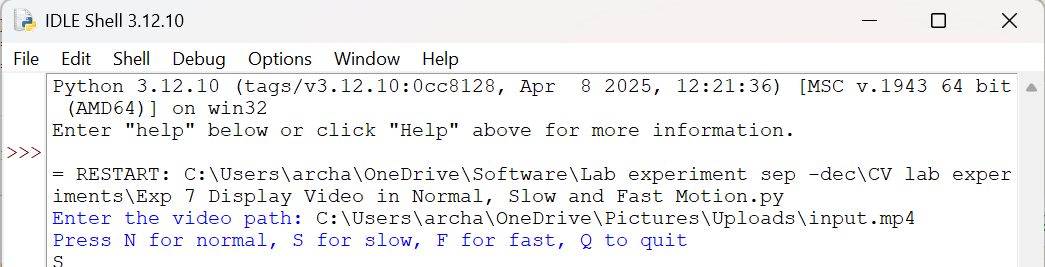 IDLE Shell 3.12.10
File Edit Shell Debug Options Window Help
Python 3.12.10 (tags/v3.12.10:0cc8128, Apr  8 2025, 12:21:36) [MSC v.1943 64 bit
 (AMD64)] on win32
Enter "help" below or click "Help" above for more information.
>>>
= RESTART: C:\Users\archa\OneDrive\Software\Lab experiment sep -dec\CV lab exper
iments\Exp 7 Display Video in Normal, Slow and Fast Motion.py
Enter the video path: C:\Users\archa\OneDrive\Pictures\Uploads\input.mp4
Press N for normal, S for slow, F for fast, Q to quit
S